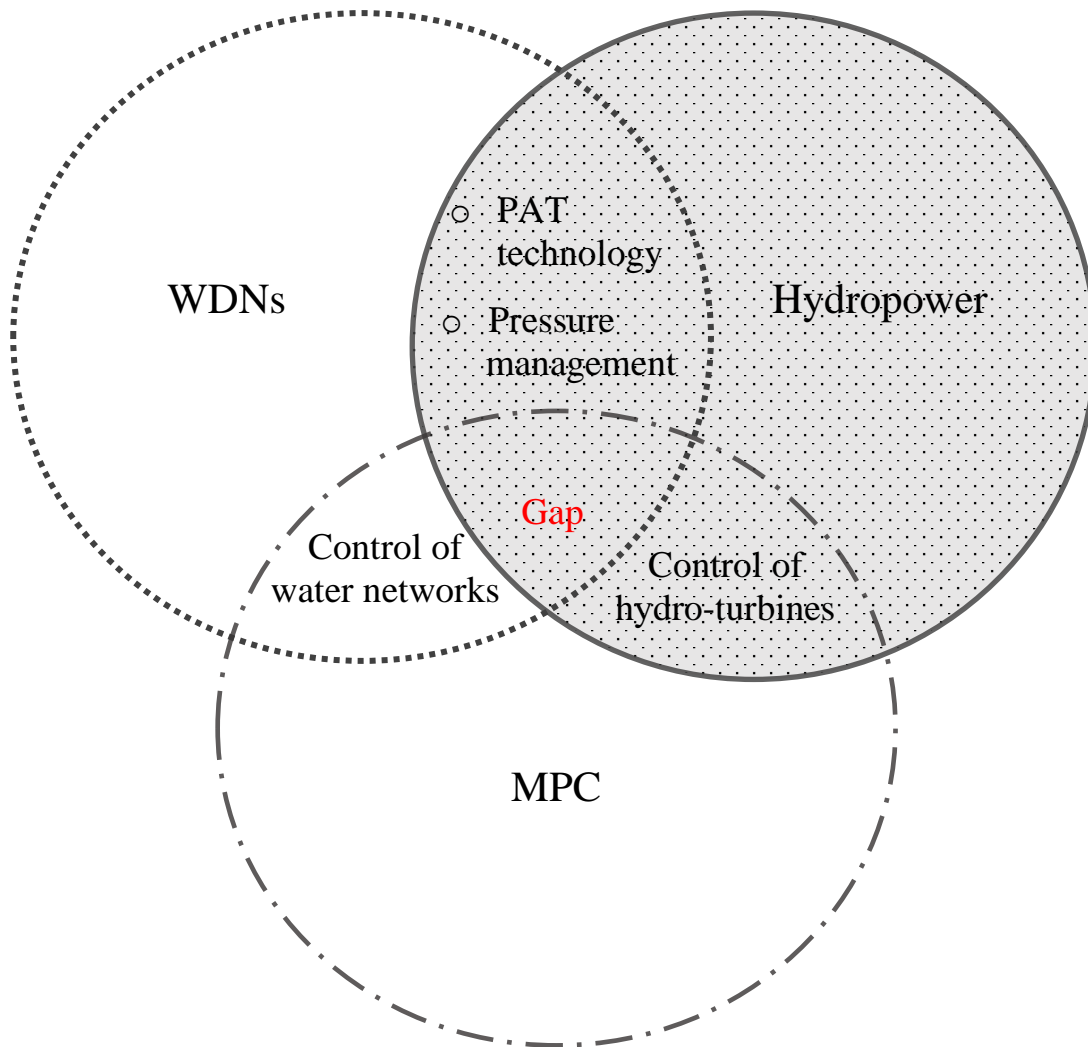 PAT
technology
WDNs
Hydropower
Pressure
management
Gap
Control of
water networks
Control of
hydro-turbines
MPC